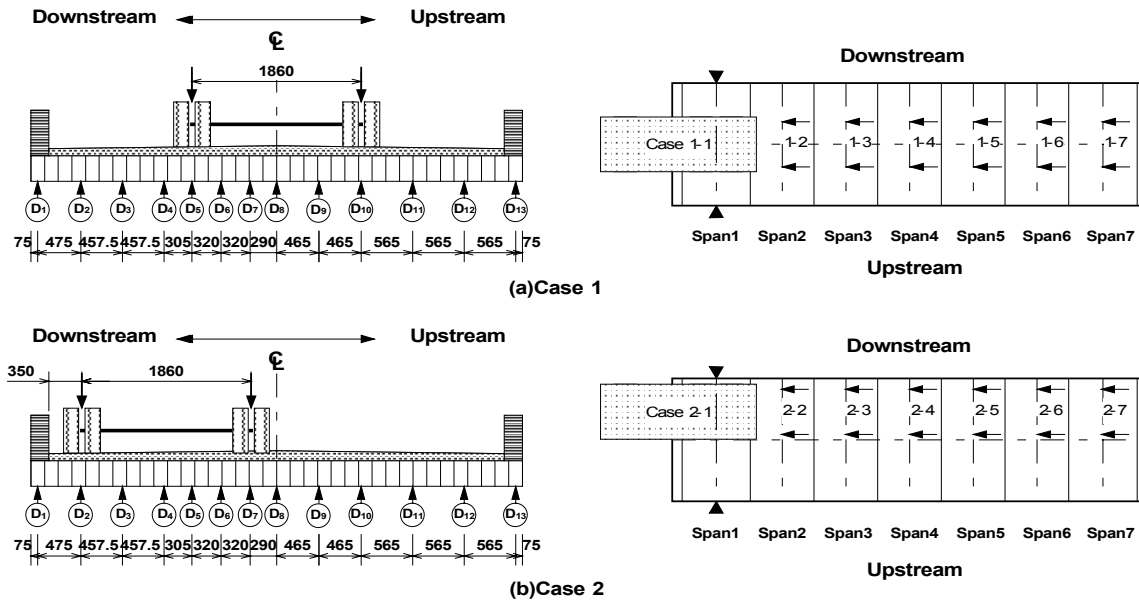 Downstream Upstream
℄
1860
D1 D2 D3 D4 D5 D6 D7 D8 D9 D10 D11 D12 D13
75 475 457.5 457.5 305 320 320 290 465 465 565 565 565 75
Downstream
Case 1-1 1-2 1-3 1-4 1-5 1-6 1-7
Span1 Span2 Span3 Span4 Span5 Span6 Span7
Upstream
(a)Case 1
Downstream Upstream
℄
350 1860
D1 D2 D3 D4 D5 D6 D7 D8 D9 D10 D11 D12 D13
75 475 457.5 457.5 305 320 320 290 465 465 565 565 565 75
Downstream
Case 2-1 2-2 2-3 2-4 2-5 2-6 2-7
Span1 Span2 Span3 Span4 Span5 Span6 Span7
Upstream
(b)Case 2